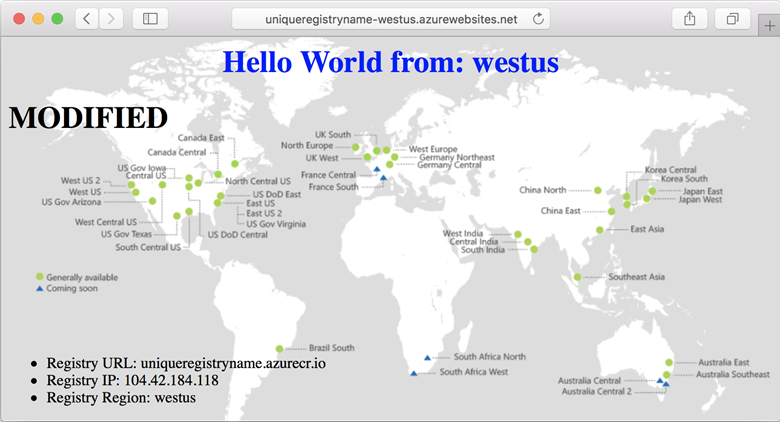 uniqueregistryname-westus.azurewebsites.net
Hello World from: westus
MODIFIED
Canada East
Canada Central
US Gov Iowa
Central US
West US 2
West US
US Gov Arizona
West Central US
US Gov Texas
South Central US
North Central US
US DoD East
East US
East US 2
US Gov Virginia
US DoD Central
UK South
North Europe
UK West
France Central
France South
West Europe
Germany Northeast
Germany Central
Korea Central
Korea South
China North
Japan East
Japan West
China East
East Asia
West India
Central India
South India
Southeast Asia
Generally available
Coming soon
Brazil South
South Africa North
South Africa West
Australia East
Australia Southeast
Australia Central
Australia Central 2
• Registry URL: uniqueregistryname.azurecr.io
• Registry IP: 104.42.184.118
• Registry Region: westus